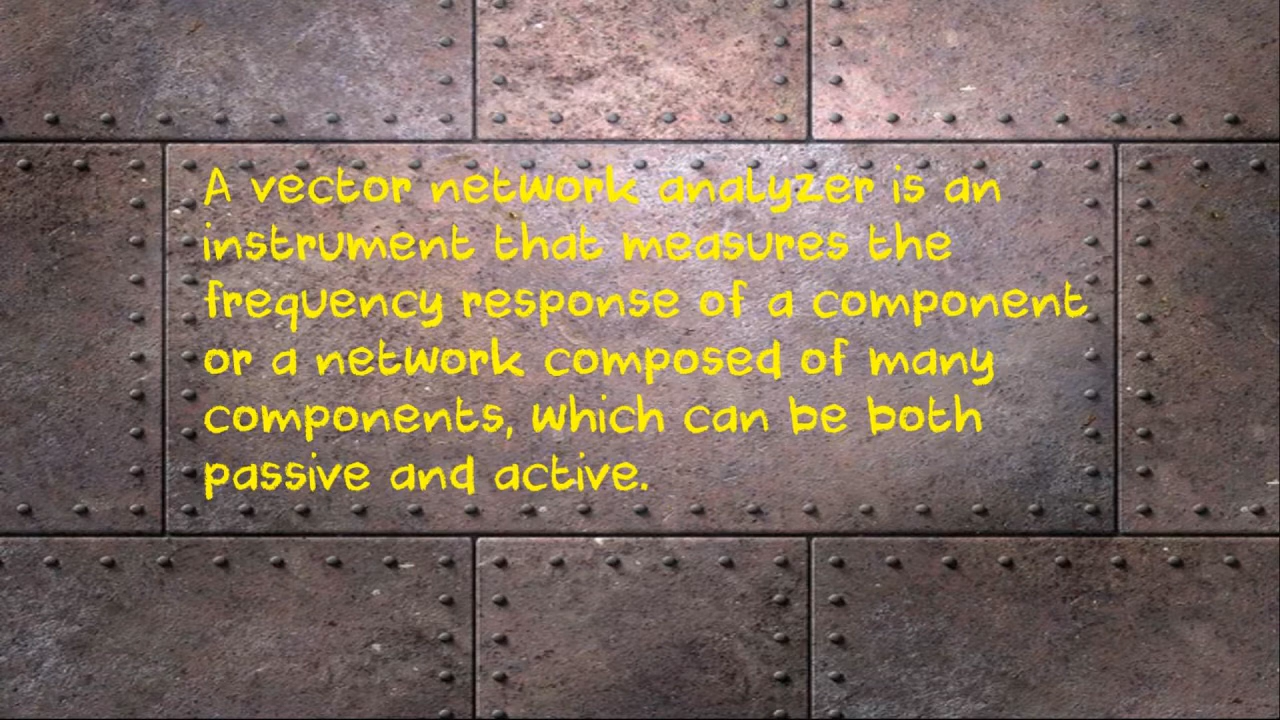 A vector network analyzer is an
instrument that measures the
frequency response of a component
or a network composed of many
components, which can be both
passive and active.